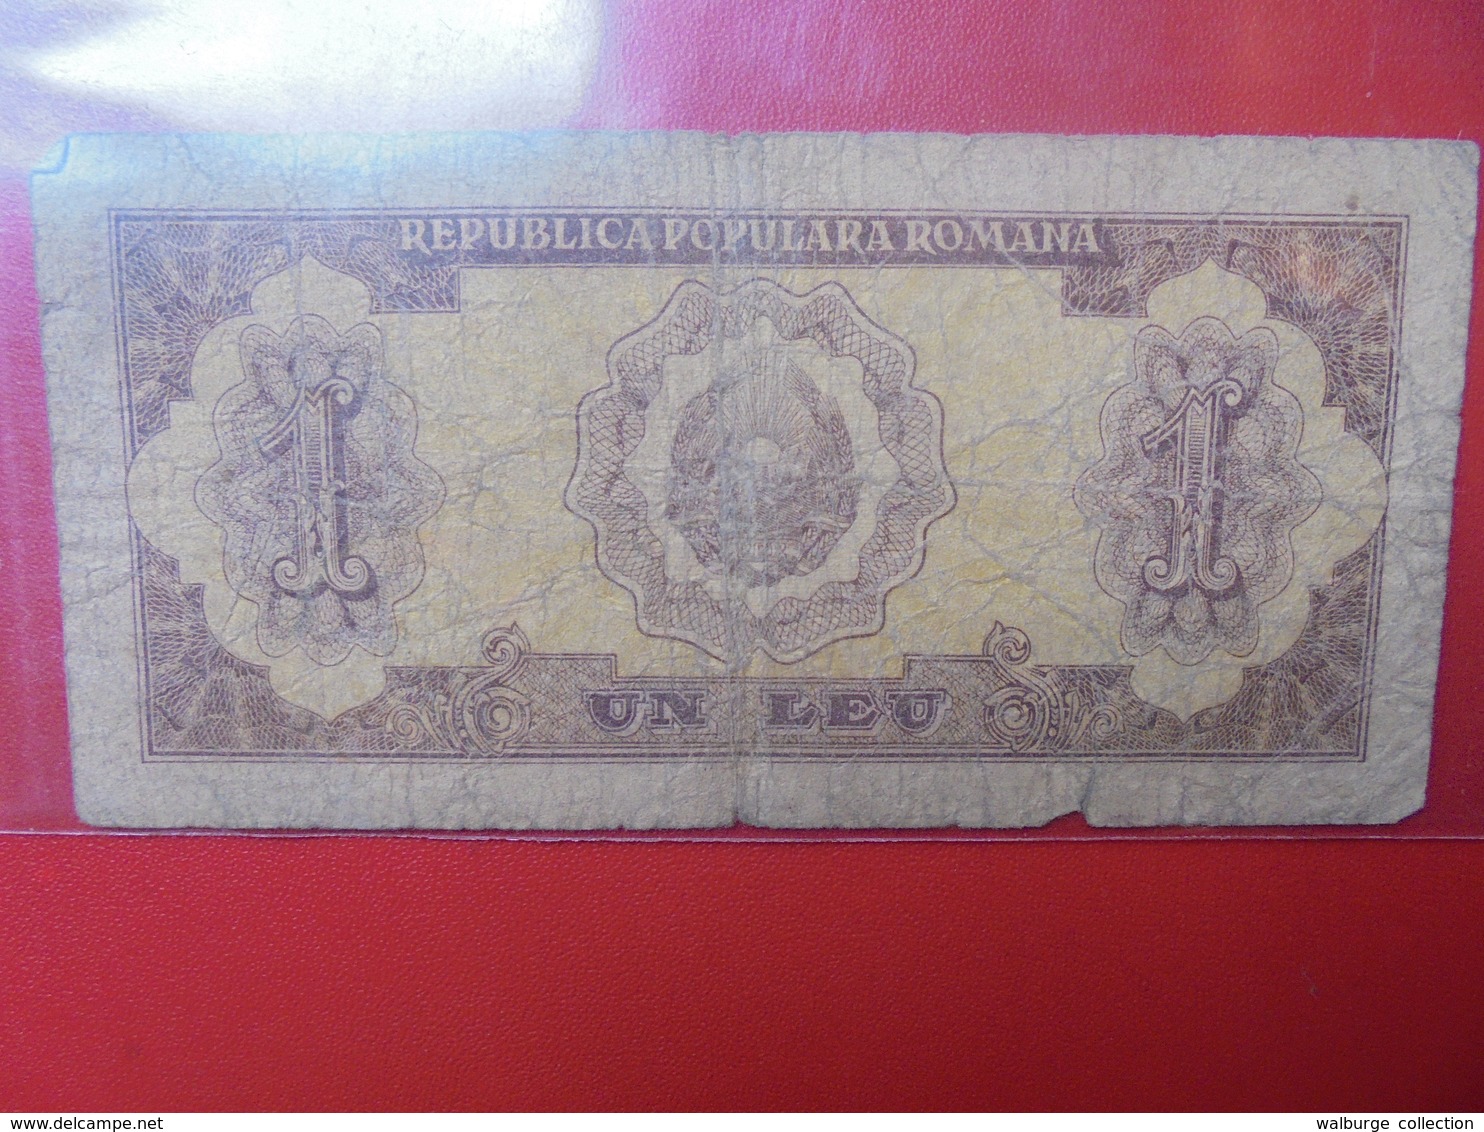 REPUBLICA POPULARA ROMANA
1
1
UN LEU
www.delcampe.net
walburge collection